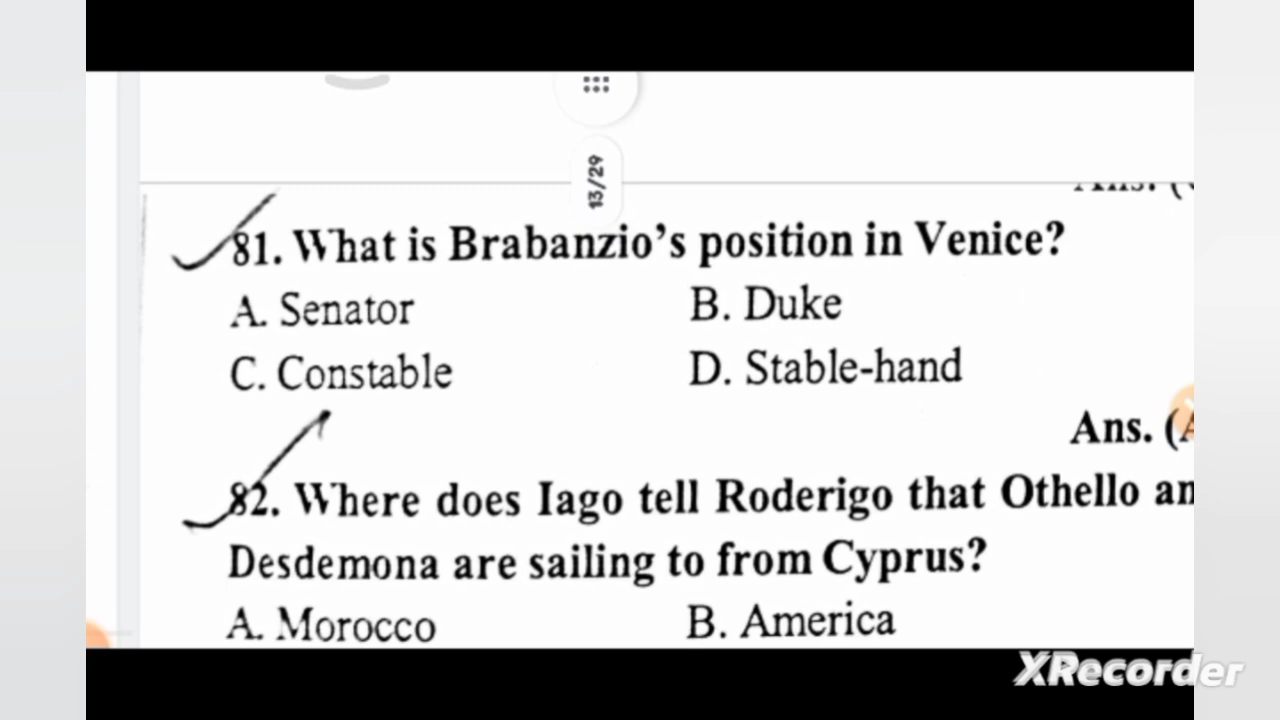 13/29
81. What is Brabanzio's position in Venice?
A. Senator B. Duke
C. Constable D. Stable-hand
Ans. (A
82. Where does Iago tell Roderigo that Othello an
Desdemona are sailing to from Cyprus?
A. Morocco B. America
XRecorder